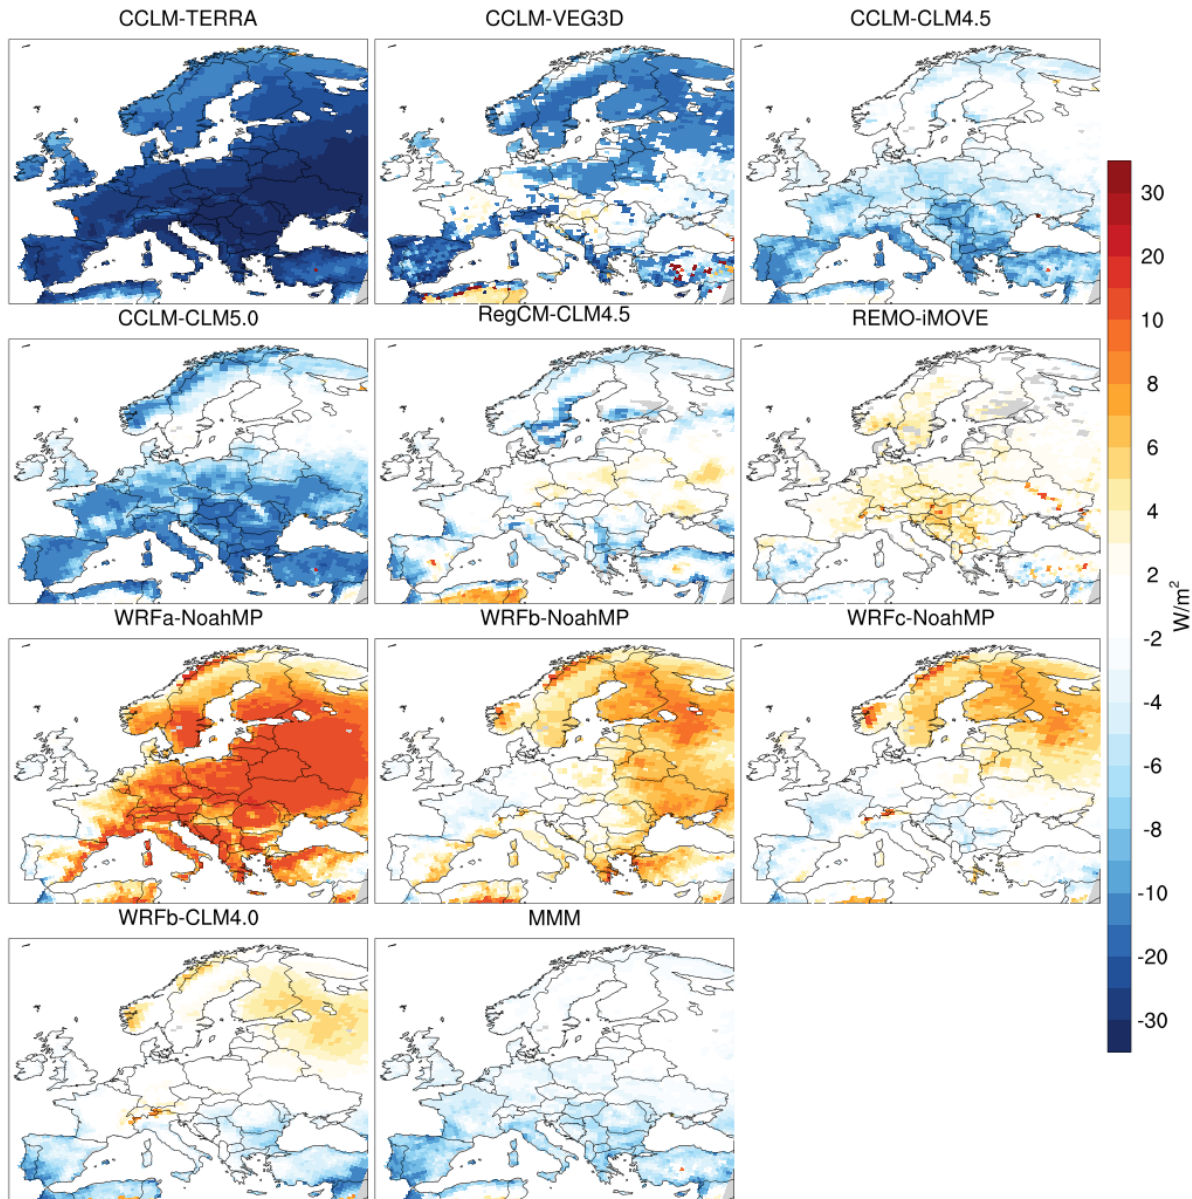 CCLM-TERRA CCLM-VEG3D CCLM-CLM4.5
CCLM-CLM5.0 RegCM-CLM4.5 REMO-iMOVE
WRFa-NoahMP WRFb-NoahMP WRFc-NoahMP
WRFb-CLM4.0 MMM
30
20
10
8
6
4
2
-2
-4
-6
-8
-10
-20
-30
W/m²